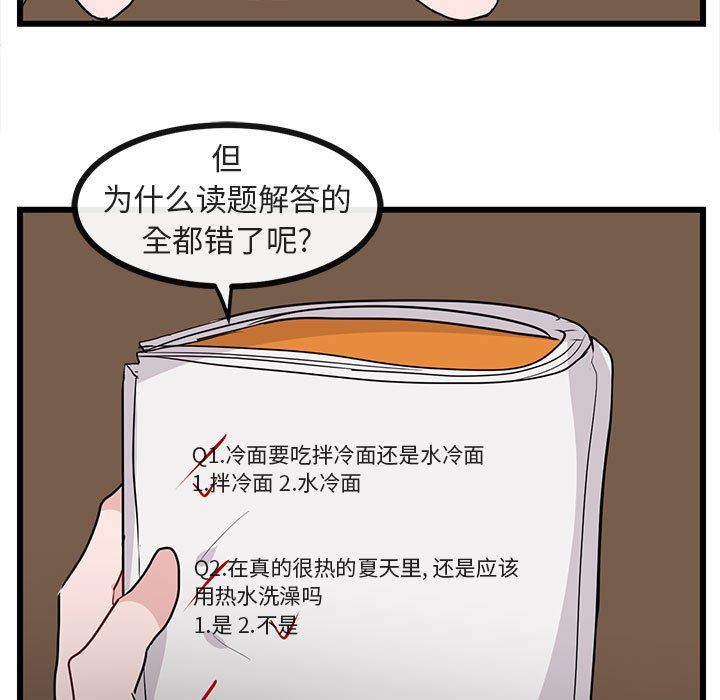 但
为什么读题解答的
全都错了呢?
Q1.冷面要吃拌冷面还是水冷面
1.拌冷面 2.水冷面
Q2.在真的很热的夏天里, 还是应该
用热水洗澡吗
1.是 2.不是